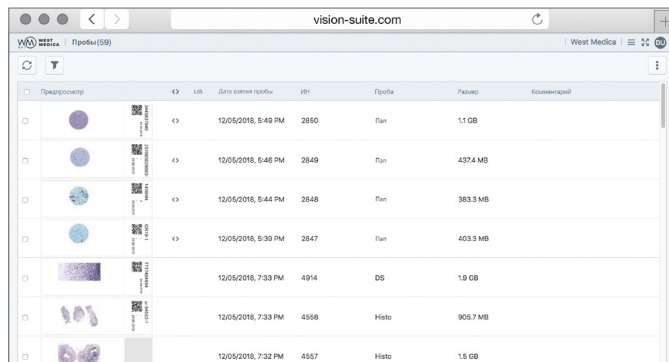 vision-suite.com
WM WEST MEDICA Пробы (59) West Medica DU
Предпросмотр <> LIS Дата взятия пробы ИН Проба Размер Комментарий
<> 12/05/2018, 5:49 PM 2850 Пап 1.1 GB
<> 12/05/2018, 5:46 PM 2849 Пап 437.4 MB
<> 12/05/2018, 5:44 PM 2848 Пап 383.3 MB
<> 12/05/2018, 5:39 PM 2847 Пап 403.3 MB
12/05/2018, 7:33 PM 4914 DS 1.9 GB
12/05/2018, 7:33 PM 4558 Histo 905.7 MB
12/05/2018, 7:32 PM 4557 Histo 1.5 GB